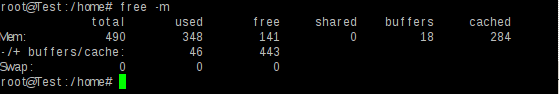 root@Test:/home# free -m
total used free shared buffers cached
Mem: 490 348 141 0 18 284
-/+ buffers/cache: 46 443
Swap: 0 0 0
root@Test:/home#